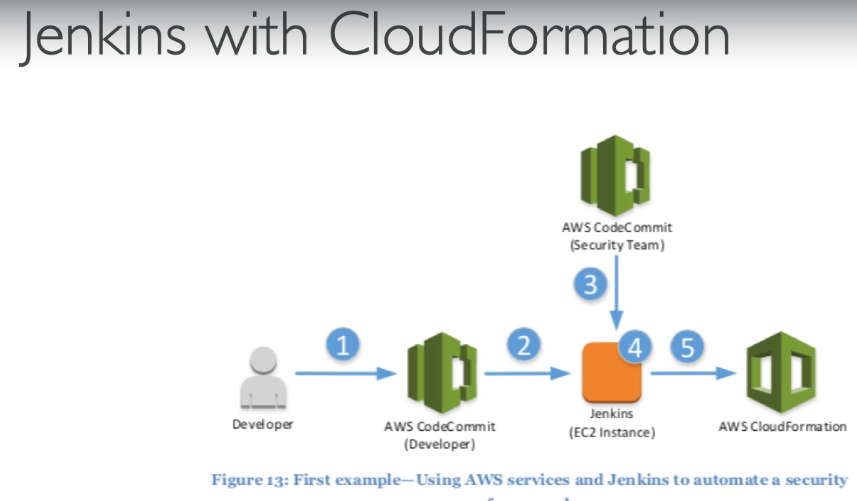 Jenkins with CloudFormation
AWS CodeCommit
(Security Team)
3
1
2
4
5
Developer
AWS CodeCommit
(Developer)
Jenkins
(EC2 Instance)
AWS CloudFormation
Figure 13: First example—Using AWS services and Jenkins to automate a security